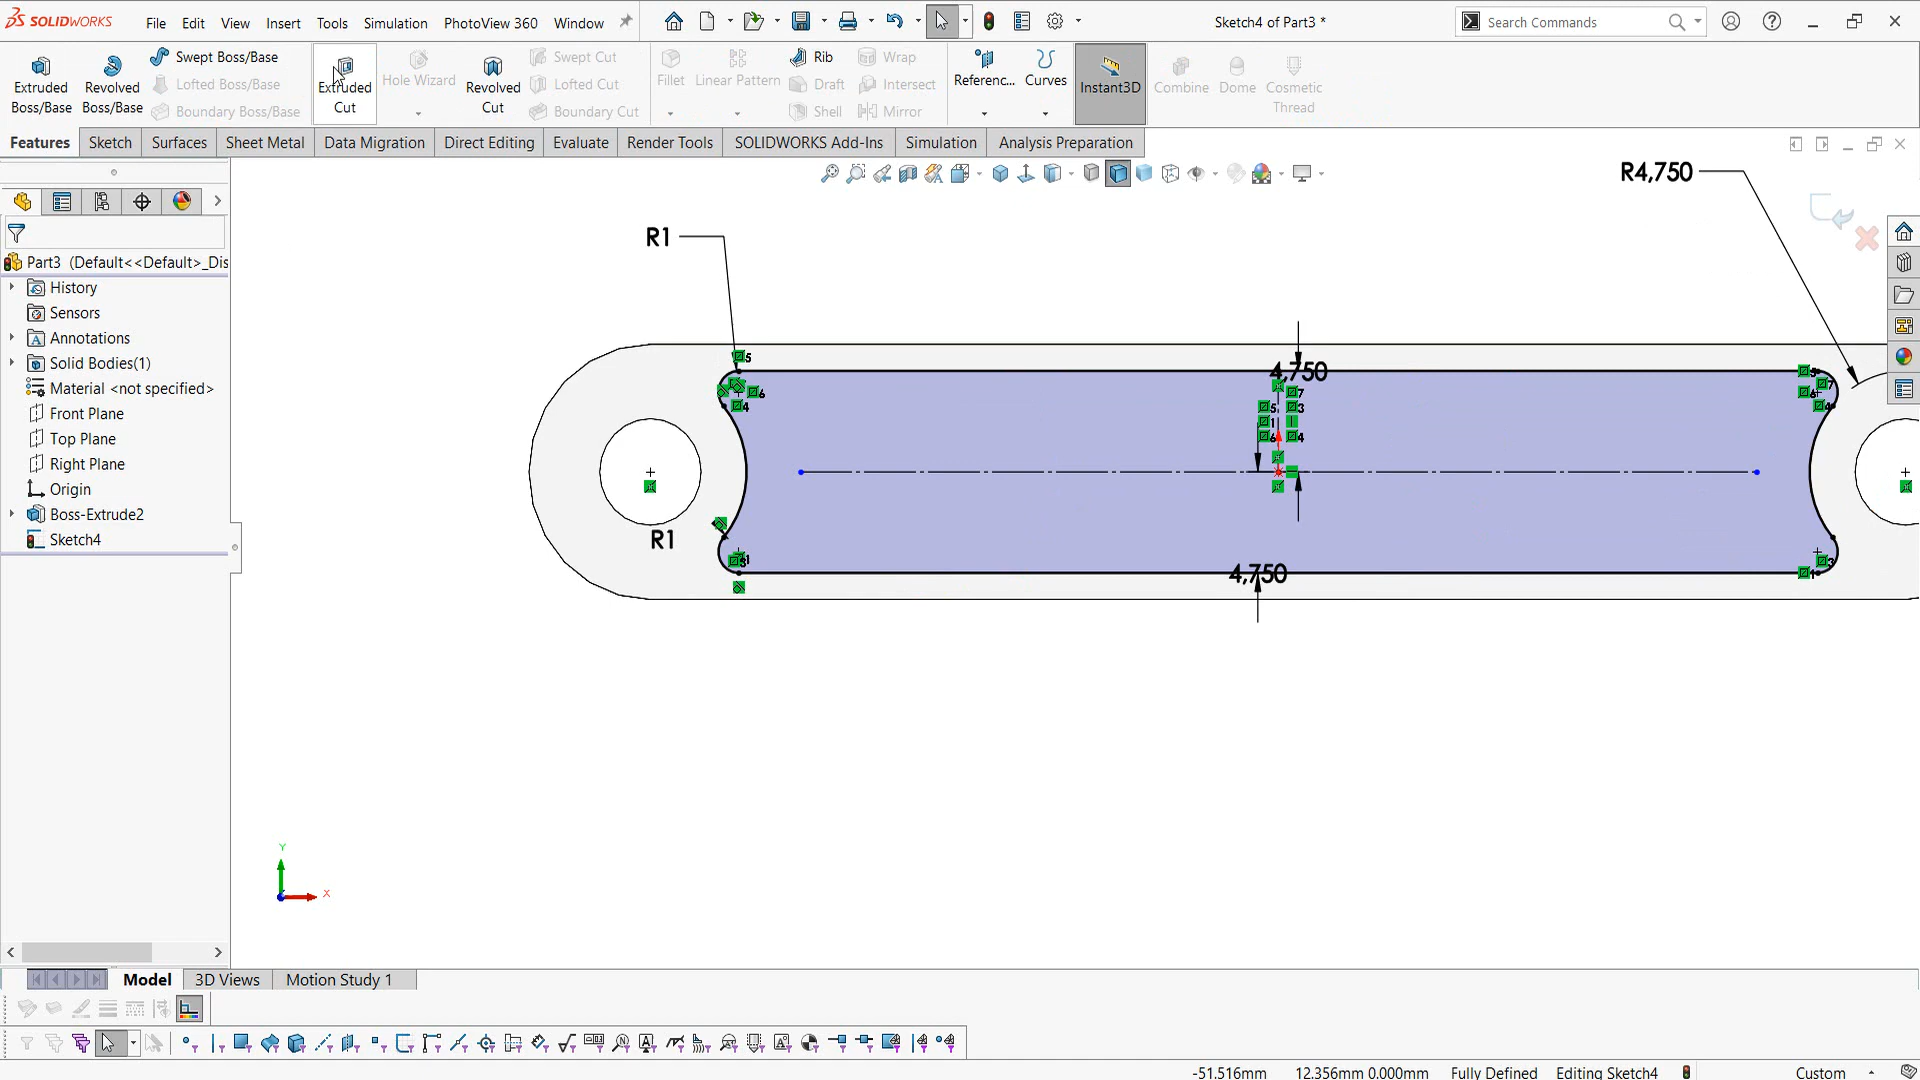 SOLIDWORKS File Edit View Insert Tools Simulation PhotoView 360 Window Sketch4 of Part3 * Search Commands
Extruded Boss/Base
Revolved Boss/Base
Swept Boss/Base
Lofted Boss/Base
Boundary Boss/Base
Extruded Cut
Hole Wizard
Revolved Cut
Swept Cut
Lofted Cut
Boundary Cut
Fillet
Linear Pattern
Rib
Draft
Shell
Wrap
Intersect
Mirror
Referenc...
Curves
Instant3D
Combine
Dome
Cosmetic Thread
Features Sketch Surfaces Sheet Metal Data Migration Direct Editing Evaluate Render Tools SOLIDWORKS Add-Ins Simulation Analysis Preparation
Part3 (Default<<Default>_Dis
History
Sensors
Annotations
Solid Bodies(1)
Material <not specified>
Front Plane
Top Plane
Right Plane
Origin
Boss-Extrude2
Sketch4
R4,750
R1
4,750
R1
4,750
Y
X
Model 3D Views Motion Study 1
-51.516mm 12.356mm 0.000mm Fully Defined Editing Sketch4 Custom